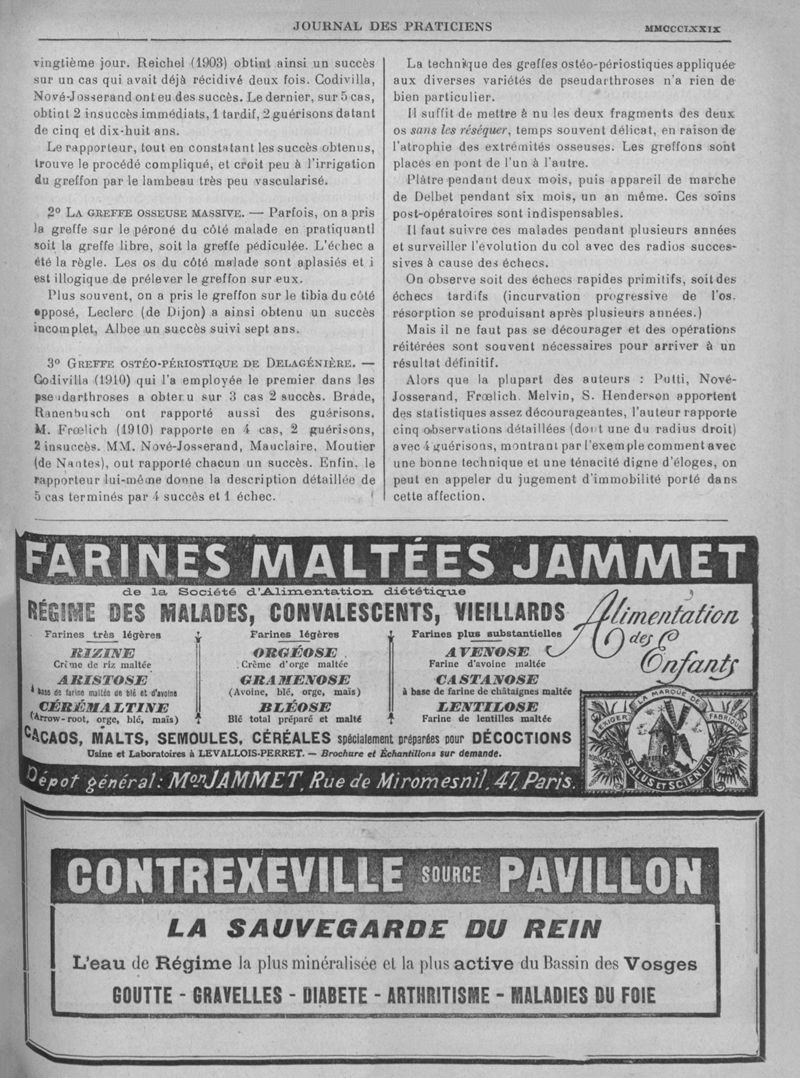 JOURNAL DES PRATICIENS
MMCCCLXXIX
vingtième jour. Reichel (1903) obtint ainsi un succès
sur un cas qui avait déjà récidivé deux fois. Codivilla,
Nové-Josserand ont eu des succès. Le dernier, sur 5 cas,
obtint 2 insuccès immédiats, 1 tardif, 2 guérisons datant
de cinq et dix-huit ans.
Le rapporteur, tout en constatant les succès obtenus,
trouve le procédé compliqué, et croit peu à l'irrigation
du greffon par le lambeau très peu vascularisé.
2° LA GREFFE OSSEUSE MASSIVE. — Parfois, on a pris
la greffe sur le péroné du côté malade en pratiquantl
soit la greffe libre, soit la greffe pédiculée. L'échec a
été la règle. Les os du côté malade sont aplasiés et i
est illogique de prélever le greffon sur eux.
Plus souvent, on a pris le greffon sur le tibia du côté
opposé, Leclerc (de Dijon) a ainsi obtenu un succès
incomplet, Albee un succès suivi sept ans.
3° GREFFE OSTÉO-PÉRIOSTIQUE DE DELAGÉNIÈRE. —
Codivilla (1910) qui l'a employée le premier dans les
pseudarthroses a obtenu sur 3 cas 2 succès. Brade,
Ranenbusch ont rapporté aussi des guérisons.
M. Frœlich (1910) rapporte en 4 cas, 2 guérisons,
2 insuccès. MM. Nové-Josserand, Mauclaire, Moutier
(de Nantes), out rapporté chacun un succès. Enfin, le
rapporteur lui-même donne la description détaillée de
5 cas terminés par 4 succès et 1 échec.
La technique des greffes ostéo-périostiques appliquée
aux diverses variétés de pseudarthroses n'a rien de
bien particulier.
Il suffit de mettre à nu les deux fragments des deux
os sans les réséquer, temps souvent délicat, en raison de
l'atrophie des extrémités osseuses. Les greffons sont
placés en pont de l'un à l'autre.
Plâtre pendant deux mois, puis appareil de marche
de Delbet pendant six mois, un an même. Ces soins
post-opératoires sont indispensables.
Il faut suivre ces malades pendant plusieurs années
et surveiller l'évolution du col avec des radios succes-
sives à cause des échecs.
On observe soit des échecs rapides primitifs, soit des
échecs tardifs (incurvation progressive de l'os.
résorption se produisant après plusieurs années.)
Mais il ne faut pas se décourager et des opérations
réitérées sont souvent nécessaires pour arriver à un
résultat définitif.
Alors que la plupart des auteurs : Putti, Nové-
Josserand, Frœlich, Melvin, S. Henderson apportent
des statistiques assez décourageantes, l'auteur rapporte
cinq observations détaillées (dont une du radius droit)
avec 4 guérisons, montrant par l'exemple comment avec
une bonne technique et une ténacité digne d'éloges, on
peut en appeler du jugement d'immobilité porté dans
cette affection.
FARINES MALTÉES JAMMET
de la Société d'Alimentation diététique
RÉGIME DES MALADES, CONVALESCENTS, VIEILLARDS
Alimentation
des
Enfants
Farines très légères
RIZINE
Crème de riz maltée
ARISTOSE
à base de farine maltée de blé et d'avoine
CÉRÉMALTINE
(Arrow-root, orge, blé, maïs)
Farines légères
ORGÉOSE
Crème d'orge maltée
GRAMENOSE
(Avoine, blé, orge, maïs)
BLÉOSE
Blé total préparé et malté
Farines plus substantielles
AVENOSE
Farine d'avoine maltée
CASTANOSE
à base de farine de châtaignes maltée
LENTILOSE
Farine de lentilles maltée
CACAOS, MALTS, SEMOULES, CÉRÉALES spécialement préparées pour DÉCOCTIONS
Usine et Laboratoires à LEVALLOIS-PERRET. — Brochure et Échantillons sur demande.
Dépot général: Mon JAMMET, Rue de Miromesnil, 47, Paris.
EXIGER LA MARQUE DE FABRIQUE
SALUS ET SCIENTIA
CONTREXEVILLE SOURCE PAVILLON
LA SAUVEGARDE DU REIN
L'eau de Régime la plus minéralisée et la plus active du Bassin des Vosges
GOUTTE - GRAVELLES - DIABETE - ARTHRITISME - MALADIES DU FOIE